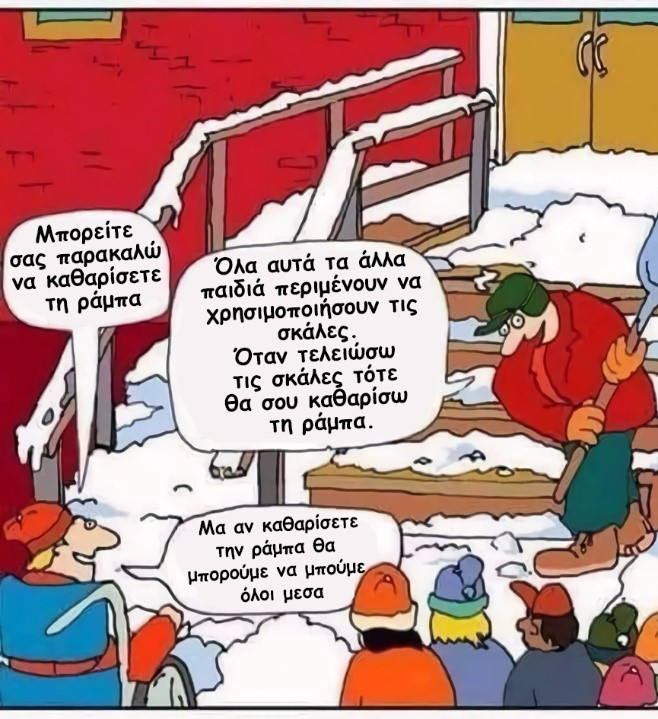 Μπορείτε
σας παρακαλώ
να καθαρίσετε
τη ράμπα
Όλα αυτά τα άλλα
παιδιά περιμένουν να
χρησιμοποιήσουν τις
σκάλες.
Όταν τελειώσω
τις σκάλες τότε
θα σου καθαρίσω
τη ράμπα.
Μα αν καθαρίσετε
την ράμπα θα
μπορούμε να μπούμε
όλοι μεσα